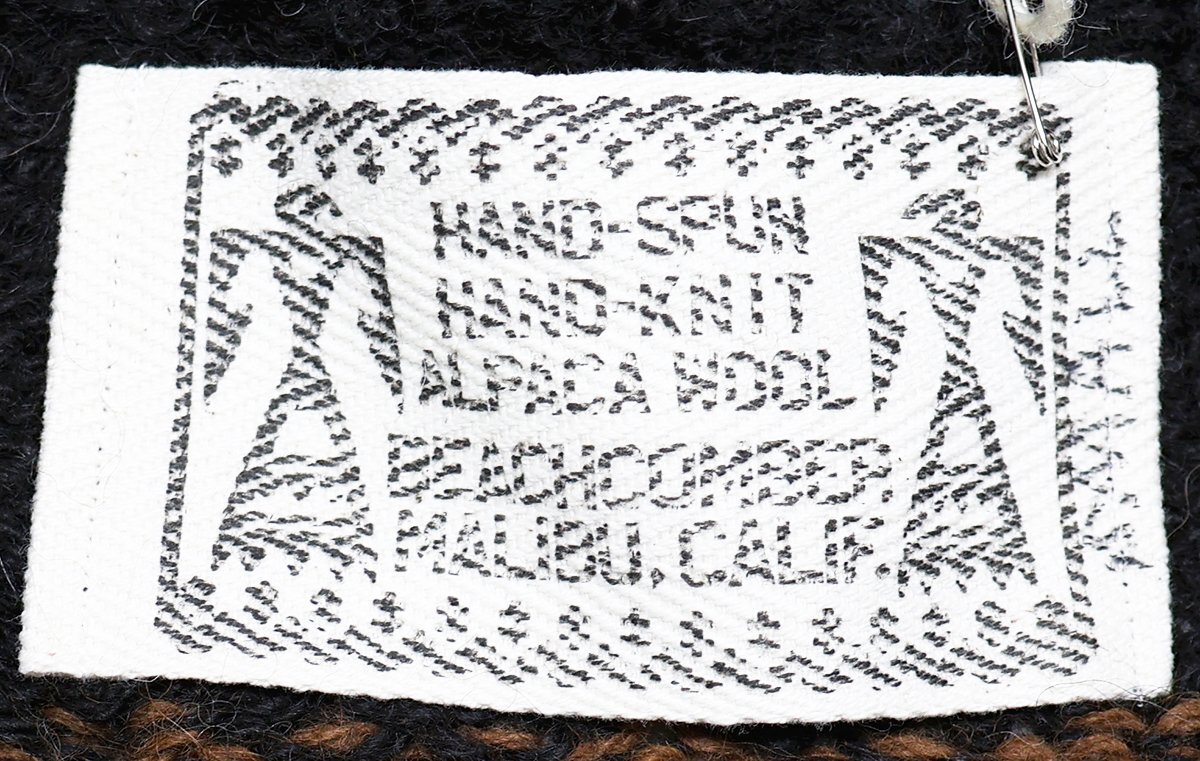 HAND-SPUN
HAND-KNIT
ALPACA WOOL
BEACHCOMBER
MALIBU, CALIF.